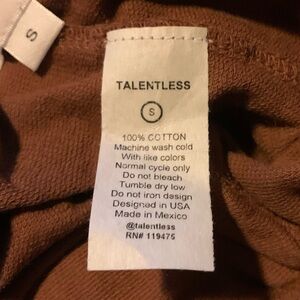 S
TALENTLESS
S
100% COTTON
Machine wash cold
With like colors
Normal cycle only
Do not bleach
Tumble dry low
Do not iron design
Designed in USA
Made in Mexico
@talentless
RN# 119475